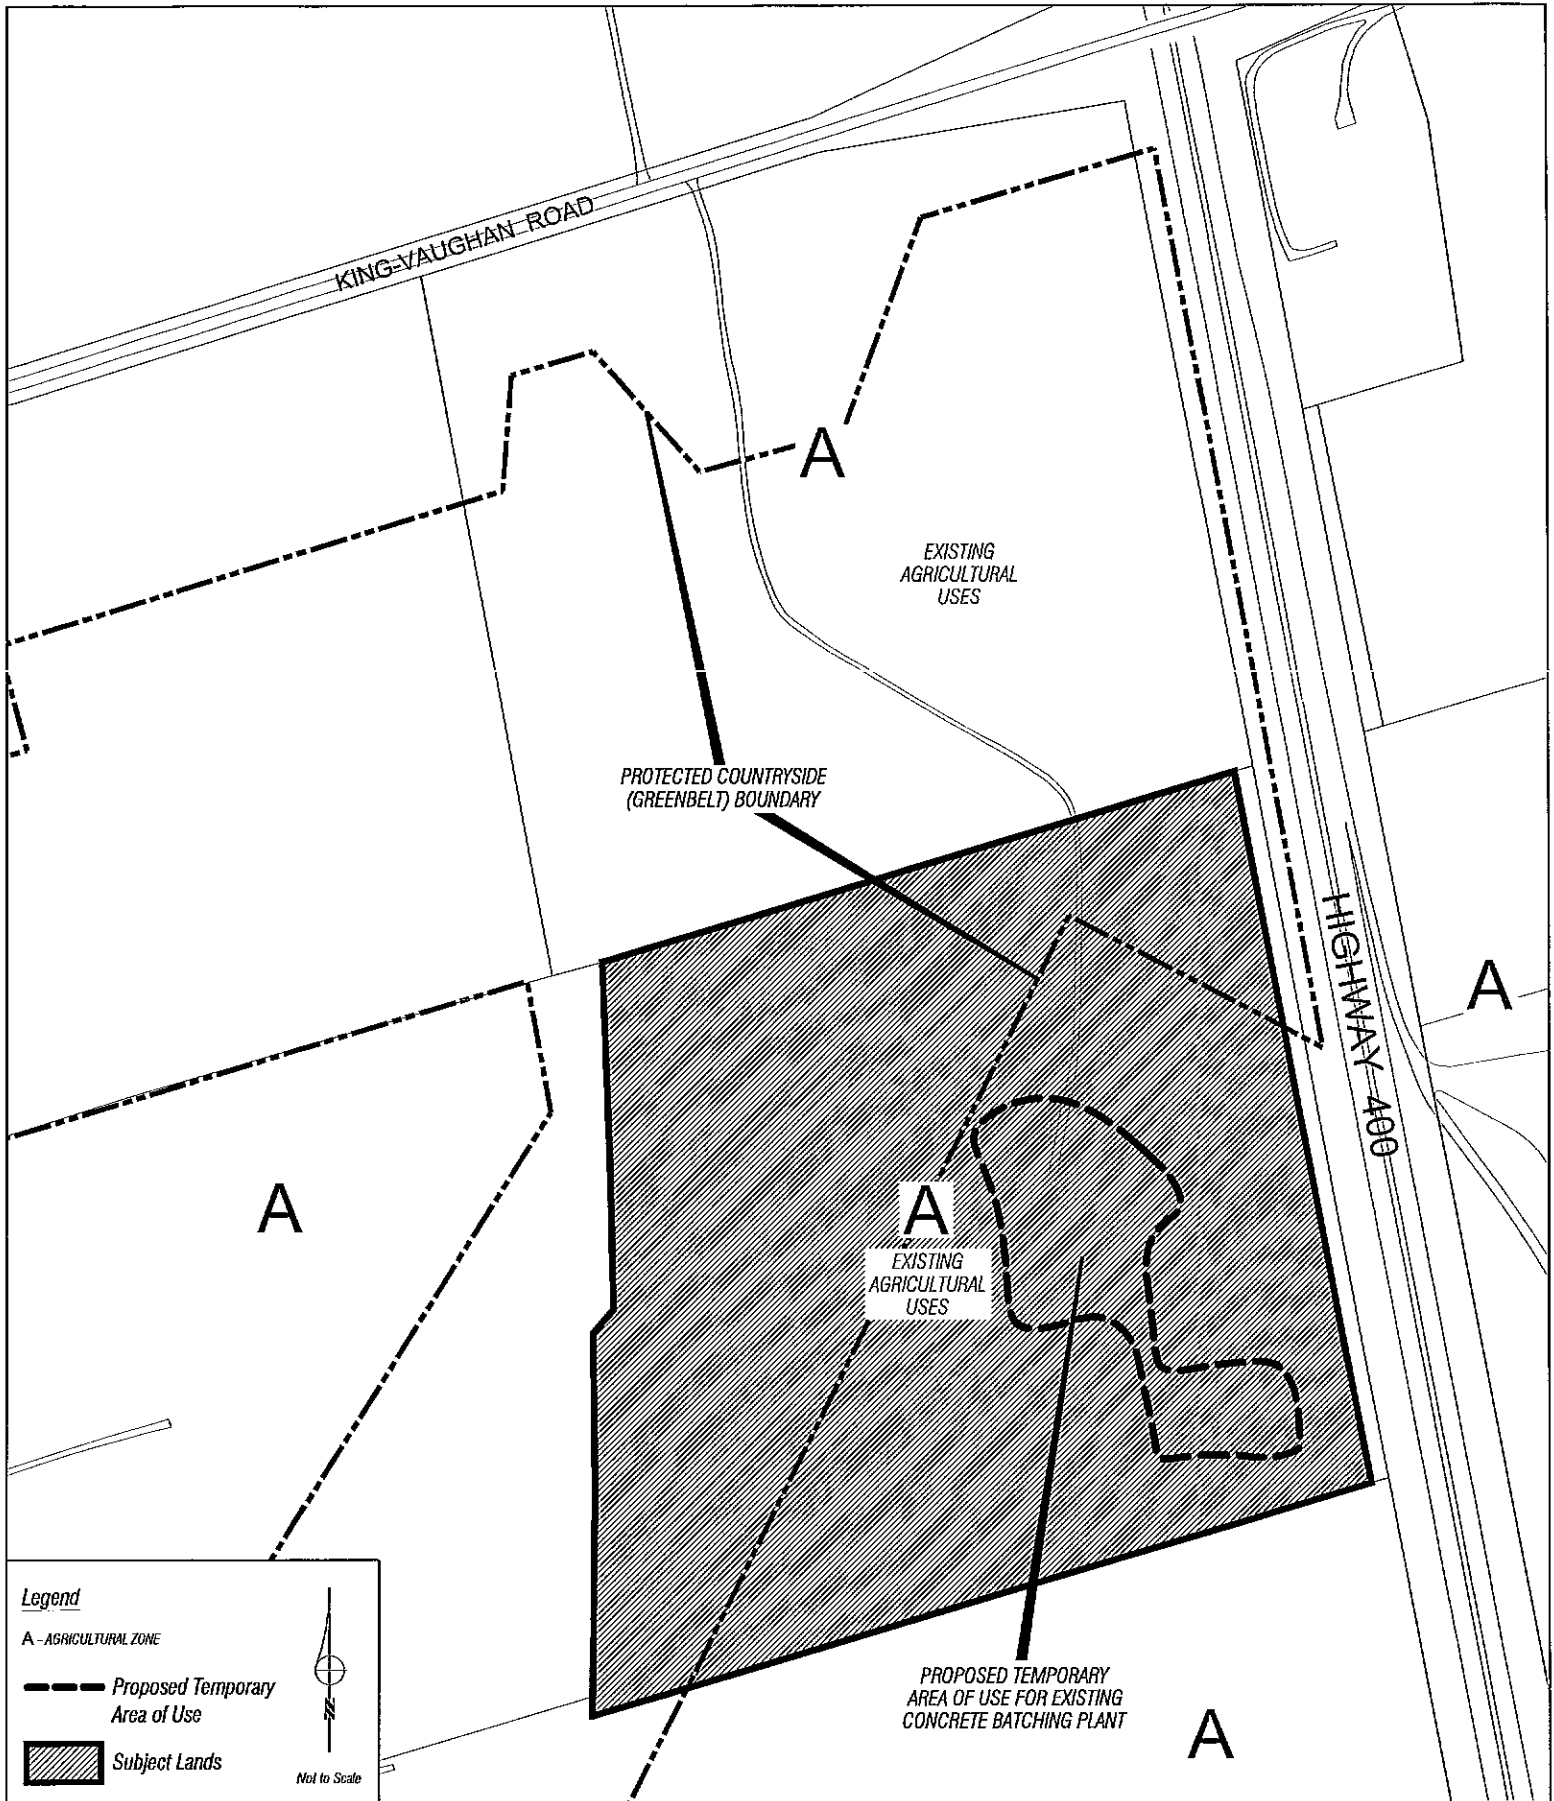 KING-VAUGHAN ROAD
A
EXISTING
AGRICULTURAL
USES
PROTECTED COUNTRYSIDE
(GREENBELT) BOUNDARY
HIGHWAY 400
A
A
A
EXISTING
AGRICULTURAL
USES
PROPOSED TEMPORARY
AREA OF USE FOR EXISTING
CONCRETE BATCHING PLANT
A
Legend
A - AGRICULTURAL ZONE
Proposed Temporary
Area of Use
Subject Lands
N
Not to Scale